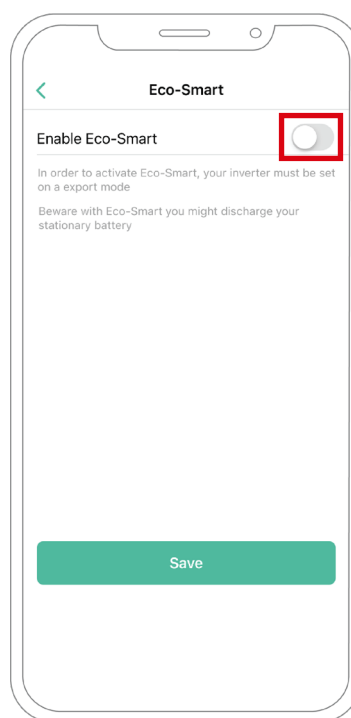 Eco-Smart
Enable Eco-Smart
In order to activate Eco-Smart, your inverter must be set
on a export mode
Beware with Eco-Smart you might discharge your
stationary battery
Save